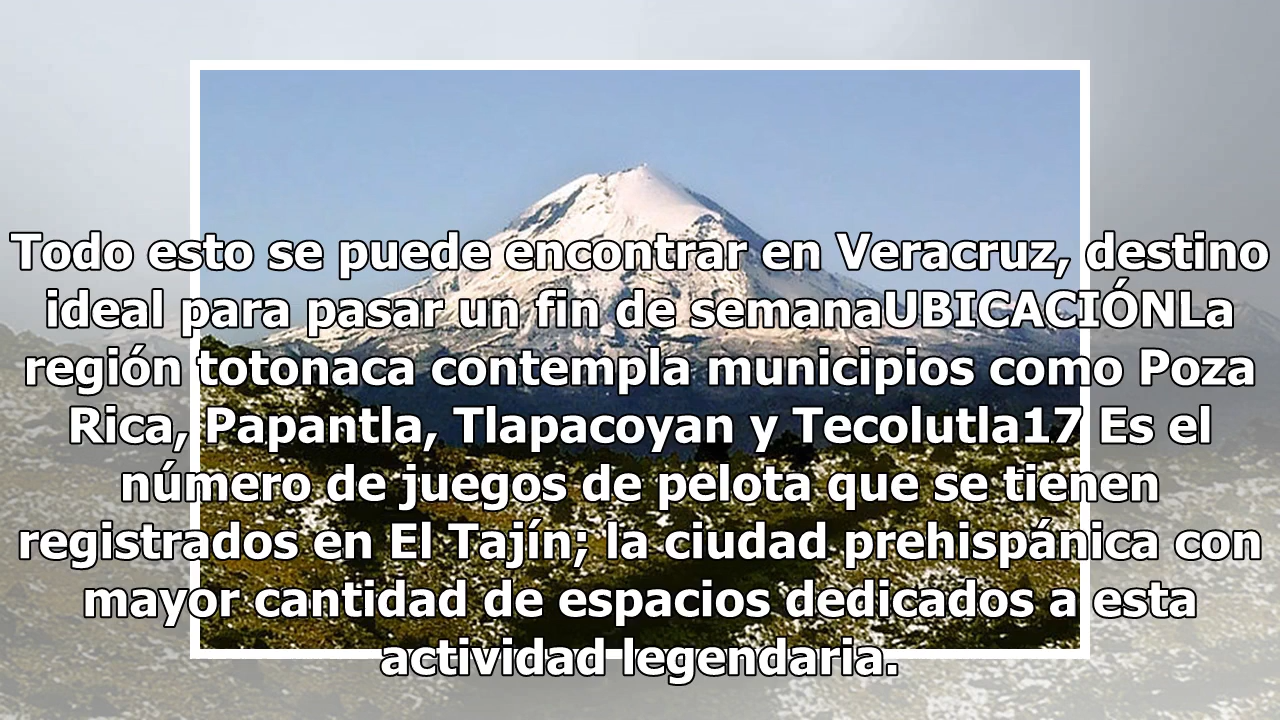 Todo esto se puede encontrar en Veracruz, destino
ideal para pasar un fin de semanaUBICACIÓNLa
región totonaca contempla municipios como Poza
Rica, Papantla, Tlapacoyan y Tecolutla17 Es el
número de juegos de pelota que se tienen
registrados en El Tajín; la ciudad prehispánica con
mayor cantidad de espacios dedicados a esta
actividad legendaria.